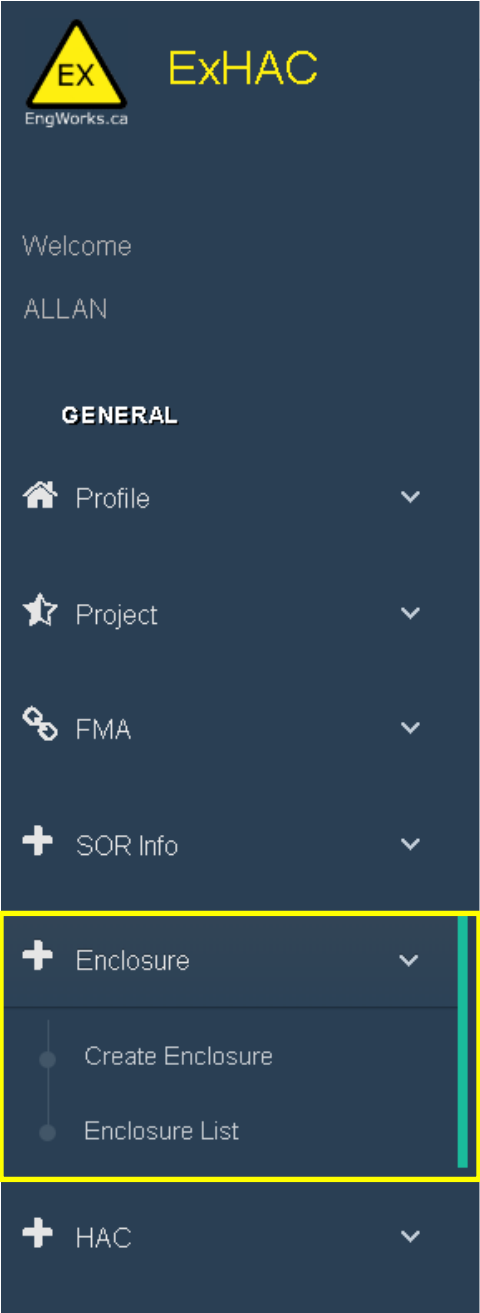 EX
ExHAC
EngWorks.ca
Welcome
ALLAN
GENERAL
Profile
Project
FMA
SOR Info
Enclosure
Create Enclosure
Enclosure List
HAC